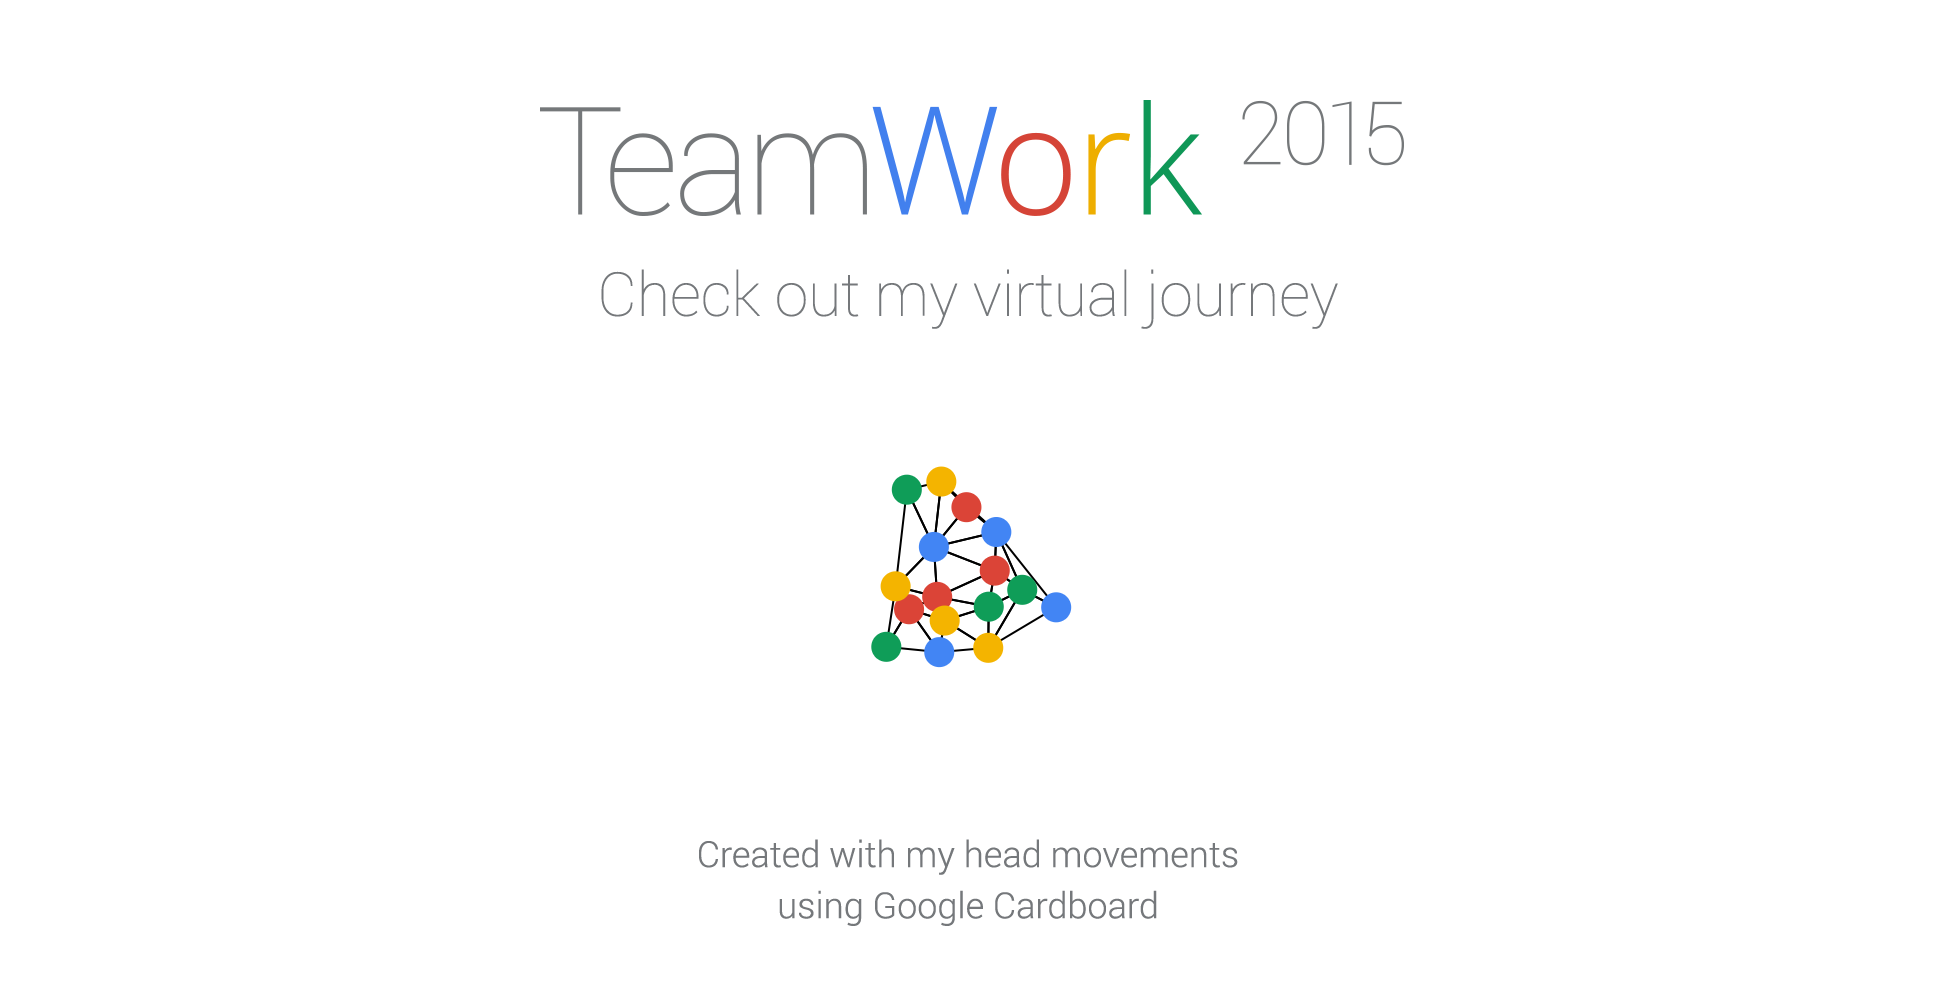 TeamWork 2015
Check out my virtual journey
Created with my head movements
using Google Cardboard